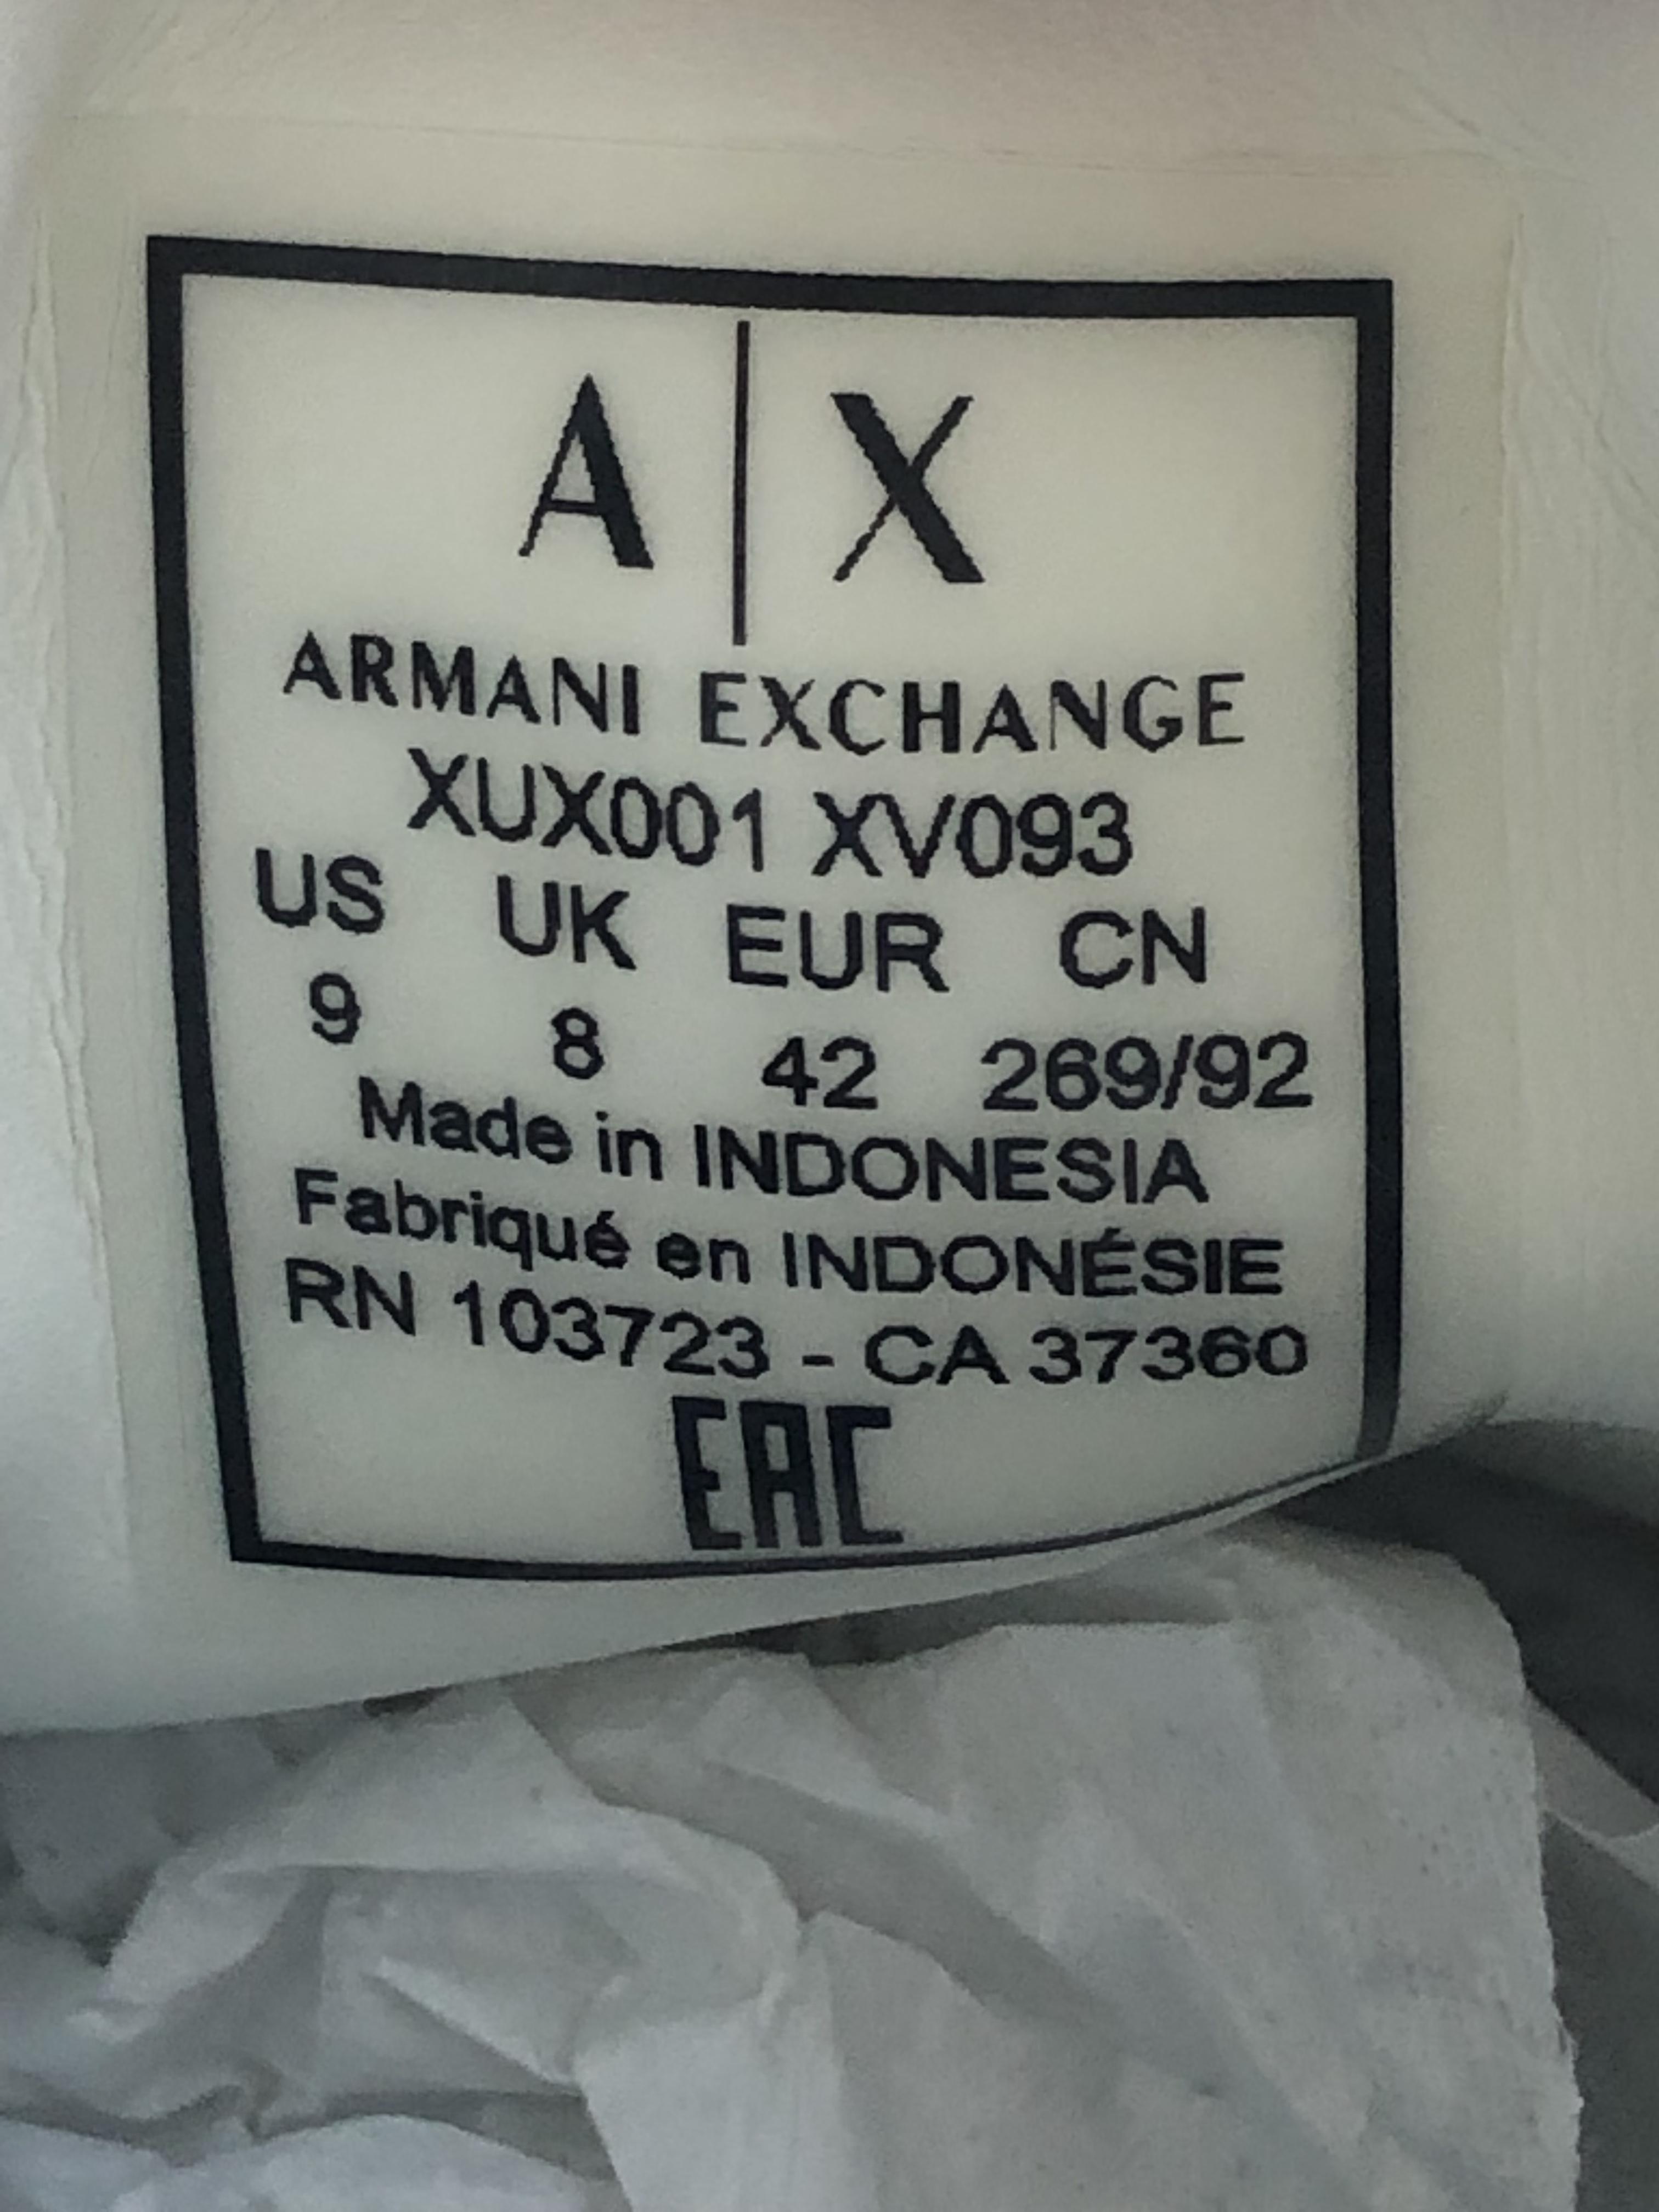 A|X
ARMANI EXCHANGE
XUX001 XV093
US UK EUR CN
9 8 42 269/92
Made in INDONESIA
Fabriqué en INDONÉSIE
RN 103723 - CA 37360
EAC